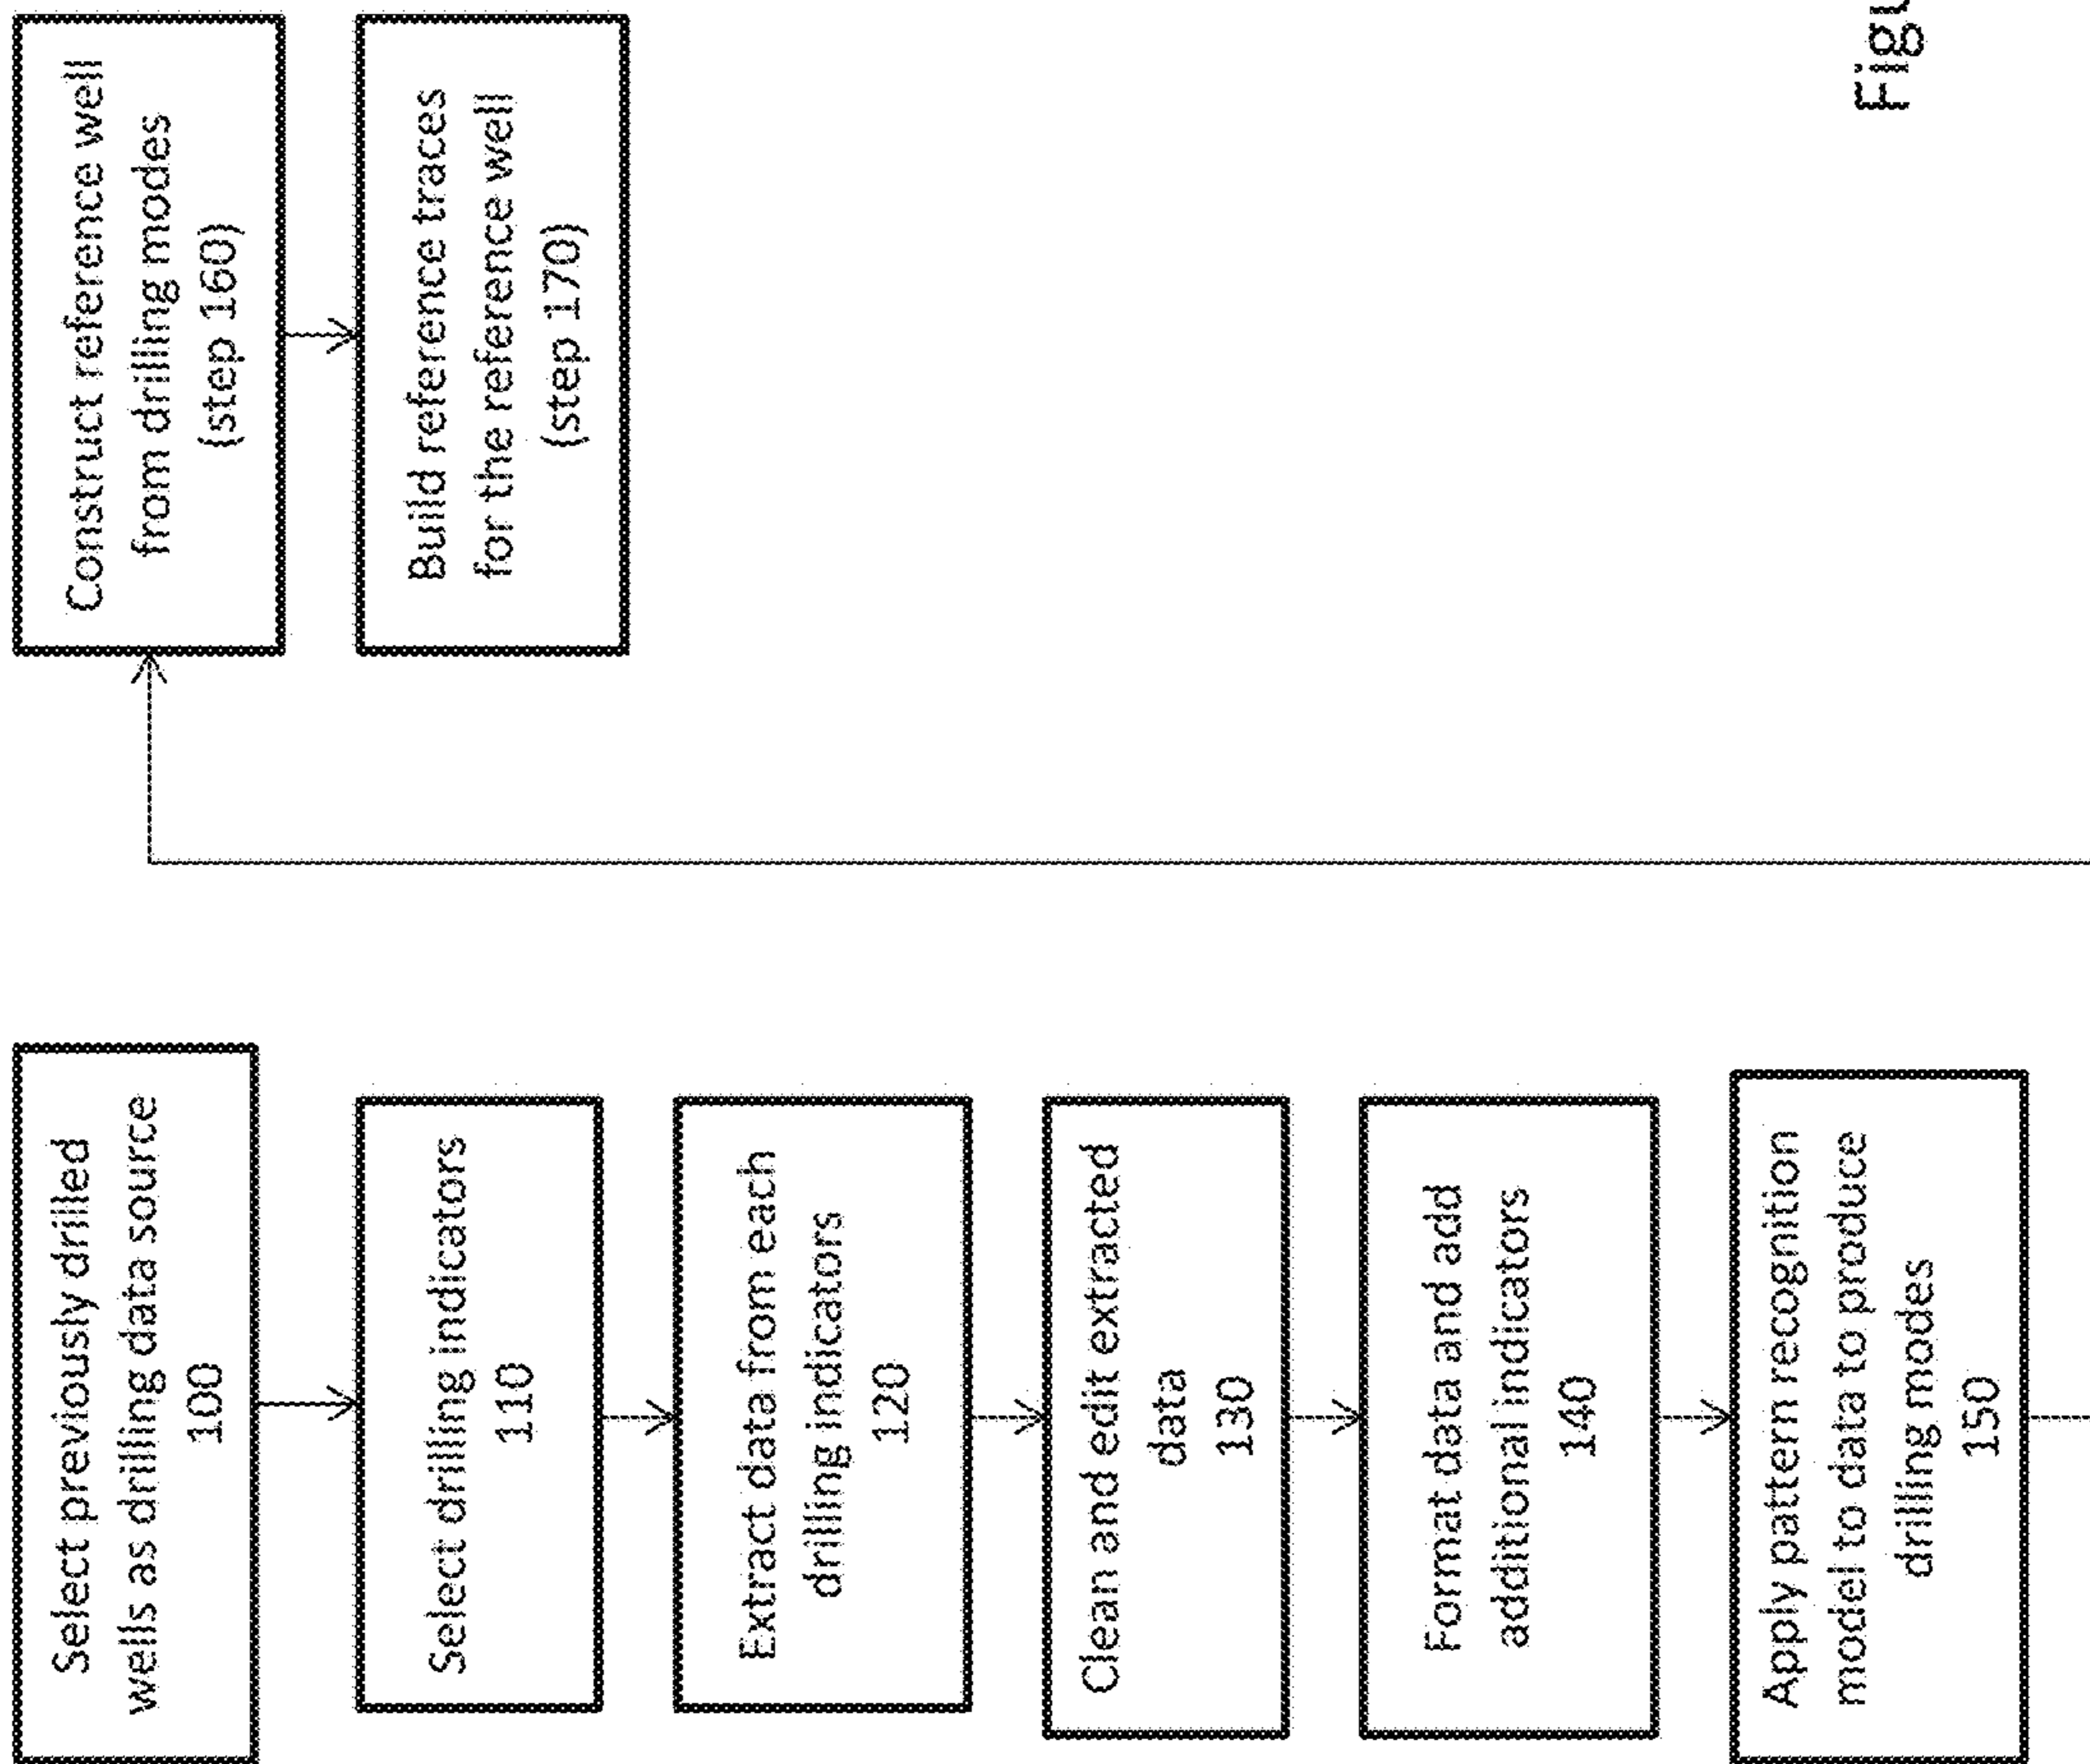 Select previously drilled
wells as drilling data source
100
Select drilling indicators
110
Extract data from each
drilling indicators
120
Clean and edit extracted
data
130
Format data and add
additional indicators
140
Apply pattern recognition
model to data to produce
drilling modes
150
Construct reference well
from drilling modes
(step 160)
Build reference traces
for the reference well
(step 170)